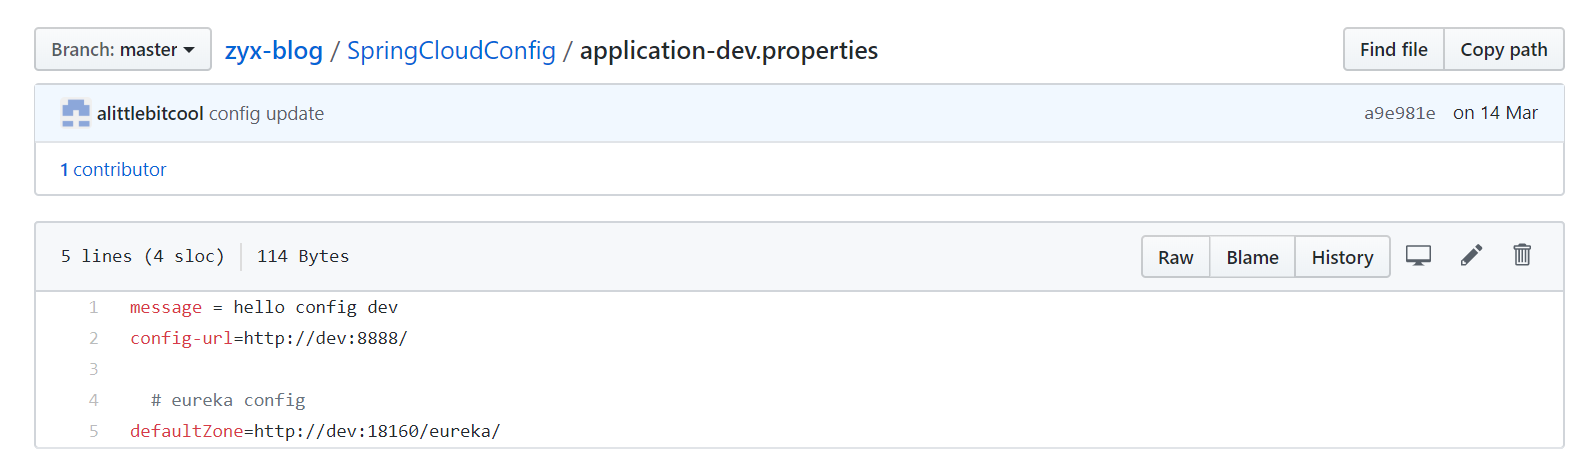 Branch: master zyx-blog / SpringCloudConfig / application-dev.properties Find file Copy path
alittlebitcool config update a9e981e on 14 Mar
1 contributor
5 lines (4 sloc) 114 Bytes Raw Blame History
1 message = hello config dev
2 config-url=http://dev:8888/
3
4 # eureka config
5 defaultZone=http://dev:18160/eureka/